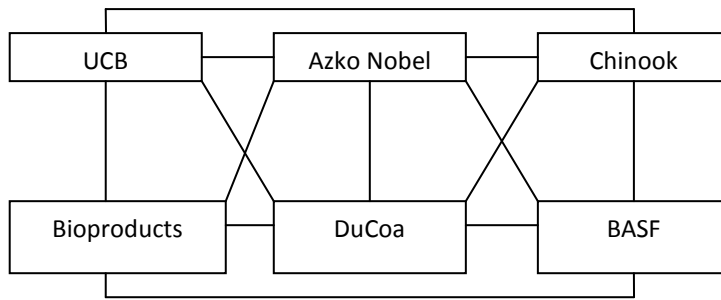 UCB
Azko Nobel
Chinook
Bioproducts
DuCoa
BASF